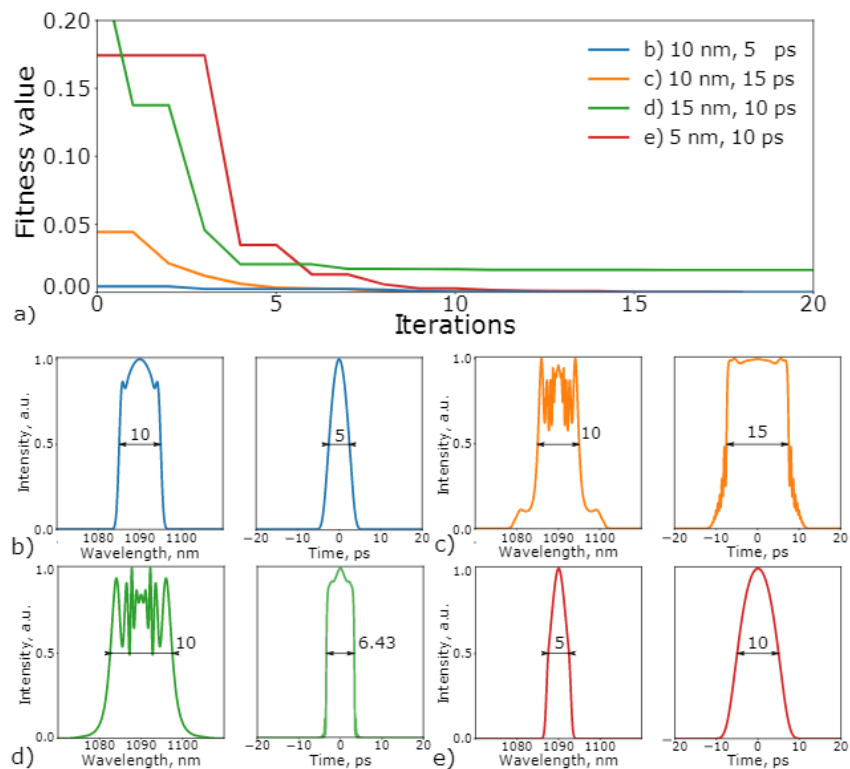 0.20
0.15
0.10
0.05
0.00
Fitness value
b) 10 nm, 5 ps
c) 10 nm, 15 ps
d) 15 nm, 10 ps
e) 5 nm, 10 ps
0 5 10 15 20
Iterations
a)
1.0
0.5
0.0
Intensity, a.u.
10
1080 1090 1100
Wavelength, nm
b)
5
−20 −10 0 10 20
Time, ps
1.0
0.5
0.0
Intensity, a.u.
10
1080 1090 1100
Wavelength, nm
c)
15
−20 −10 0 10 20
Time, ps
1.0
0.5
0.0
Intensity, a.u.
10
1080 1090 1100
Wavelength, nm
d)
6.43
−20 −10 0 10 20
Time, ps
1.0
0.5
0.0
Intensity, a.u.
5
1080 1090 1100
Wavelength, nm
e)
10
−20 −10 0 10 20
Time, ps